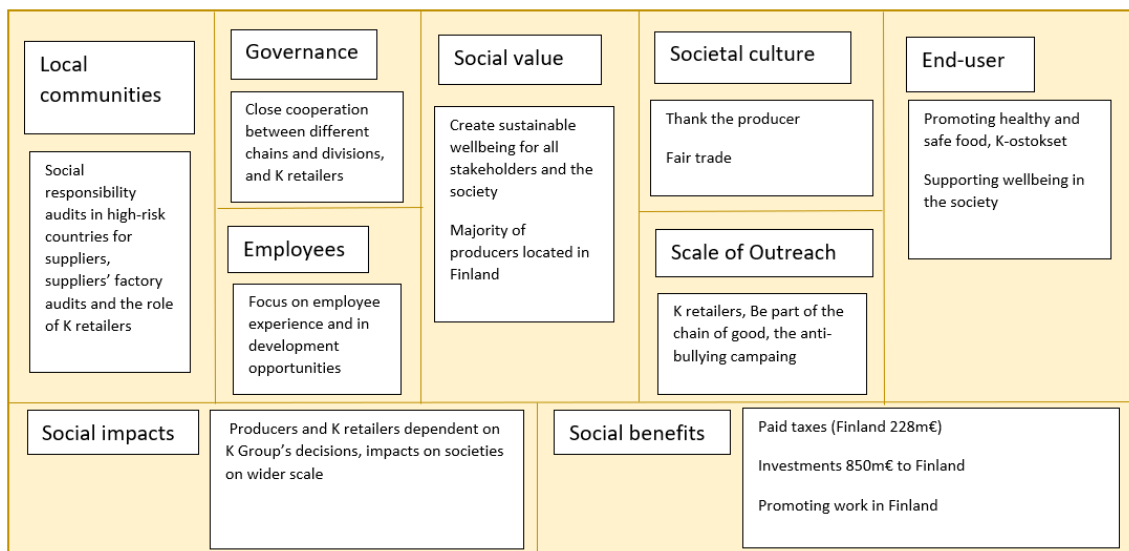 Local
communities
Social
responsibility
audits in high-risk
countries for
suppliers,
suppliers’ factory
audits and the role
of K retailers
Governance
Close cooperation
between different
chains and divisions,
and K retailers
Employees
Focus on employee
experience and in
development
opportunities
Social value
Create sustainable
wellbeing for all
stakeholders and the
society
Majority of
producers located in
Finland
Societal culture
Thank the producer
Fair trade
Scale of Outreach
K retailers, Be part of the
chain of good, the anti-
bullying campaing
End-user
Promoting healthy and
safe food, K-ostokset
Supporting wellbeing in
the society
Social impacts
Producers and K retailers dependent on
K Group’s decisions, impacts on societies
on wider scale
Social benefits
Paid taxes (Finland 228m€)
Investments 850m€ to Finland
Promoting work in Finland